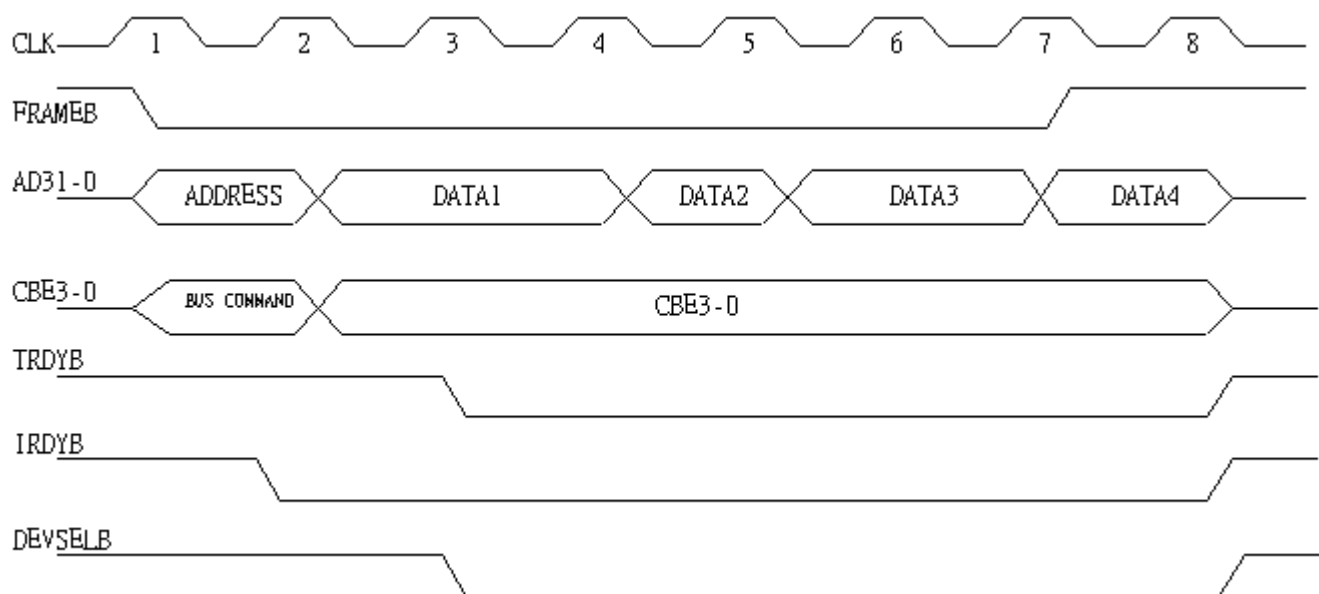 CLK 1 2 3 4 5 6 7 8
FRAMEB
AD31-0 ADDRESS DATA1 DATA2 DATA3 DATA4
CBE3-0 BUS COMMAND CBE3-0
TRDYB
IRDYB
DEVSELB